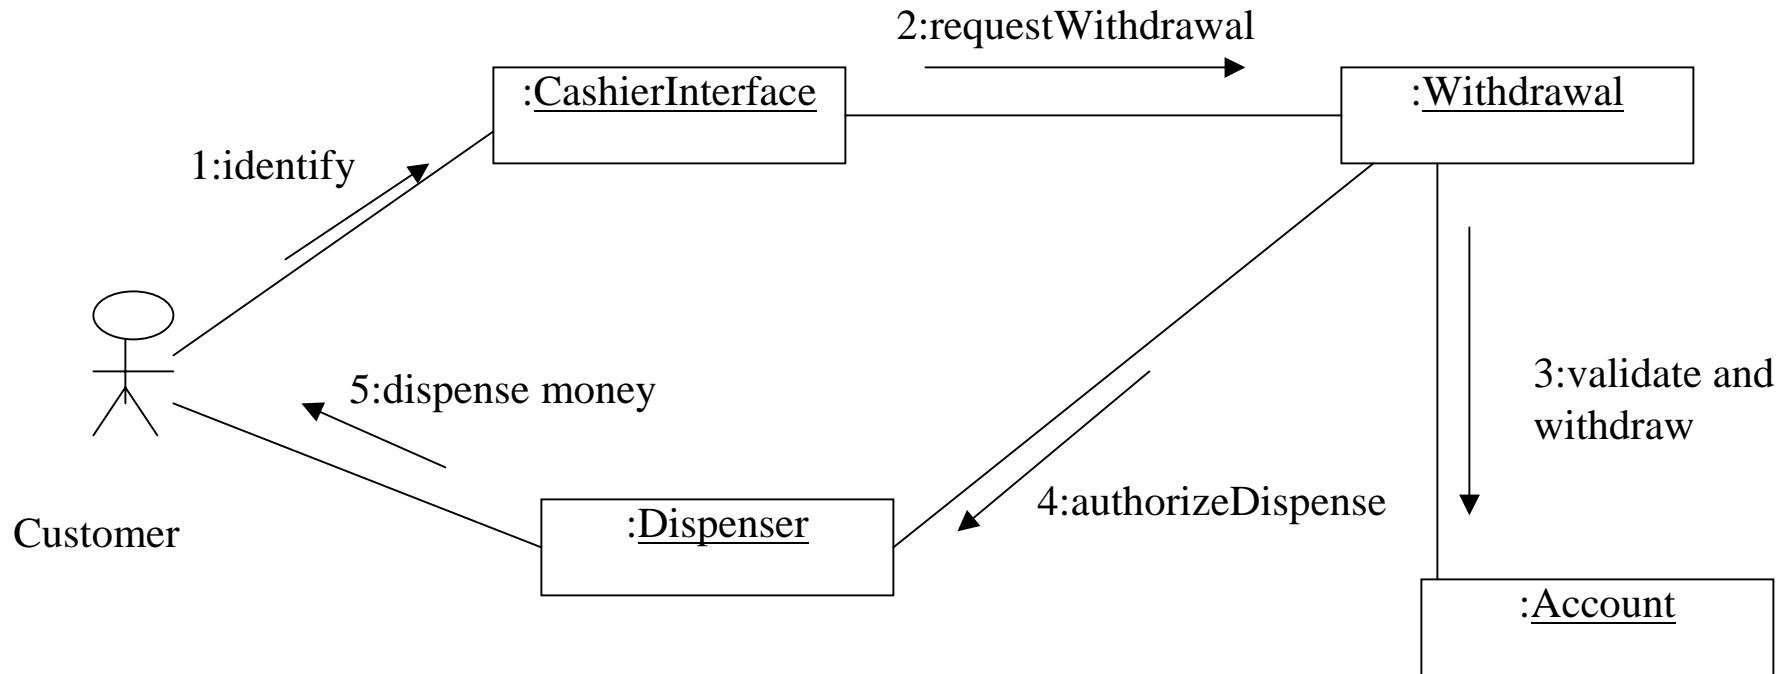 2:requestWithdrawal
:CashierInterface
:Withdrawal
1:identify
5:dispense money
3:validate and
withdraw
4:authorizeDispense
Customer
:Dispenser
:Account